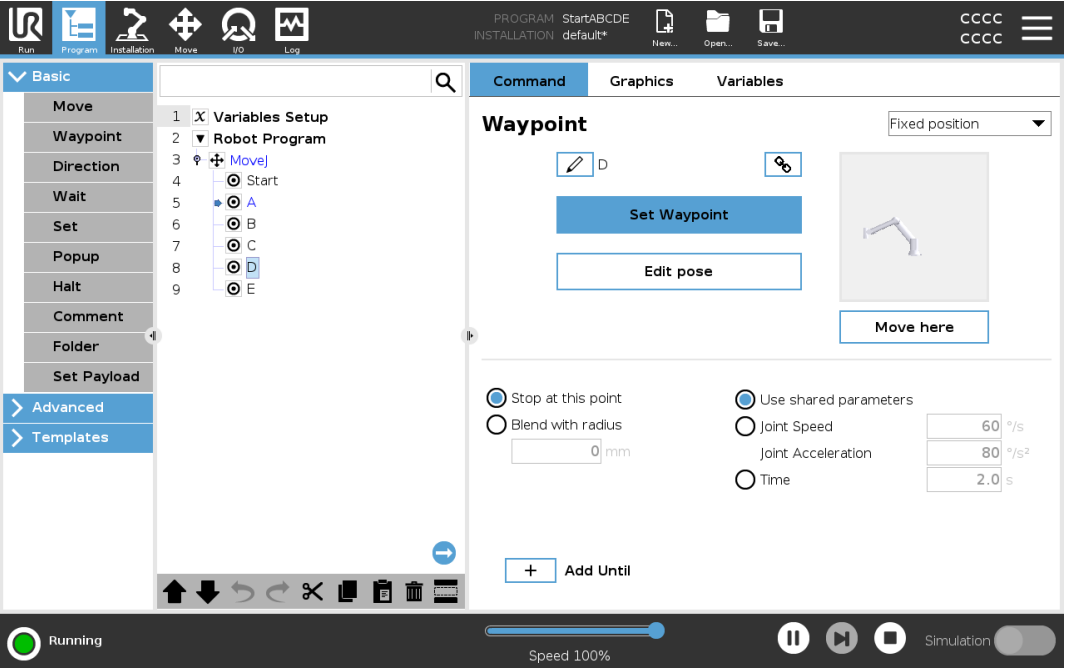 PROGRAM StartABCDE
INSTALLATION default*
CCCC
CCCC
Run Program Installation Move I/O Log New... Open... Save...
Basic
Move
Waypoint
Direction
Wait
Set
Popup
Halt
Comment
Folder
Set Payload
Advanced
Templates
1 X Variables Setup
2 Robot Program
3 MoveJ
4 Start
5 A
6 B
7 C
8 D
9 E
Command Graphics Variables
Waypoint
Fixed position
D
Set Waypoint
Edit pose
Move here
Stop at this point
Blend with radius
0 mm
Use shared parameters
Joint Speed 60 °/s
Joint Acceleration 80 °/s²
Time 2.0 s
+ Add Until
Running
Speed 100%
Simulation